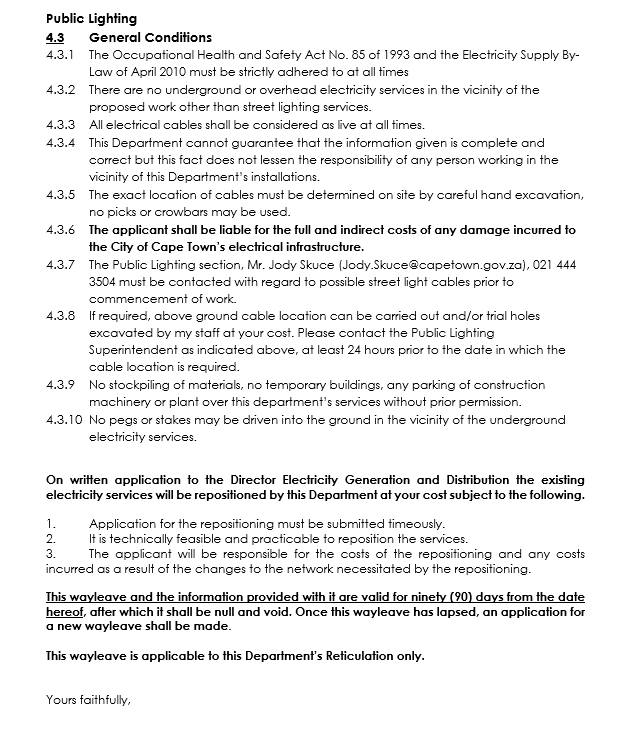 Public Lighting
4.3 General Conditions
4.3.1 The Occupational Health and Safety Act No. 85 of 1993 and the Electricity Supply By-
Law of April 2010 must be strictly adhered to at all times
4.3.2 There are no underground or overhead electricity services in the vicinity of the
proposed work other than street lighting services.
4.3.3 All electrical cables shall be considered as live at all times.
4.3.4 This Department cannot guarantee that the information given is complete and
correct but this fact does not lessen the responsibility of any person working in the
vicinity of this Department's installations.
4.3.5 The exact location of cables must be determined on site by careful hand excavation,
no picks or crowbars may be used.
4.3.6 The applicant shall be liable for the full and indirect costs of any damage incurred to
the City of Cape Town's electrical infrastructure.
4.3.7 The Public Lighting section, Mr. Jody Skuce (Jody.Skuce@capetown.gov.za), 021 444
3504 must be contacted with regard to possible street light cables prior to
commencement of work.
4.3.8 If required, above ground cable location can be carried out and/or trial holes
excavated by my staff at your cost. Please contact the Public Lighting
Superintendent as indicated above, at least 24 hours prior to the date in which the
cable location is required.
4.3.9 No stockpiling of materials, no temporary buildings, any parking of construction
machinery or plant over this department's services without prior permission.
4.3.10 No pegs or stakes may be driven into the ground in the vicinity of the underground
electricity services.
On written application to the Director Electricity Generation and Distribution the existing
electricity services will be repositioned by this Department at your cost subject to the following.
1. Application for the repositioning must be submitted timeously.
2. It is technically feasible and practicable to reposition the services.
3. The applicant will be responsible for the costs of the repositioning and any costs
incurred as a result of the changes to the network necessitated by the repositioning.
This wayleave and the information provided with it are valid for ninety (90) days from the date
hereof, after which it shall be null and void. Once this wayleave has lapsed, an application for
a new wayleave shall be made.
This wayleave is applicable to this Department's Reticulation only.
Yours faithfully,